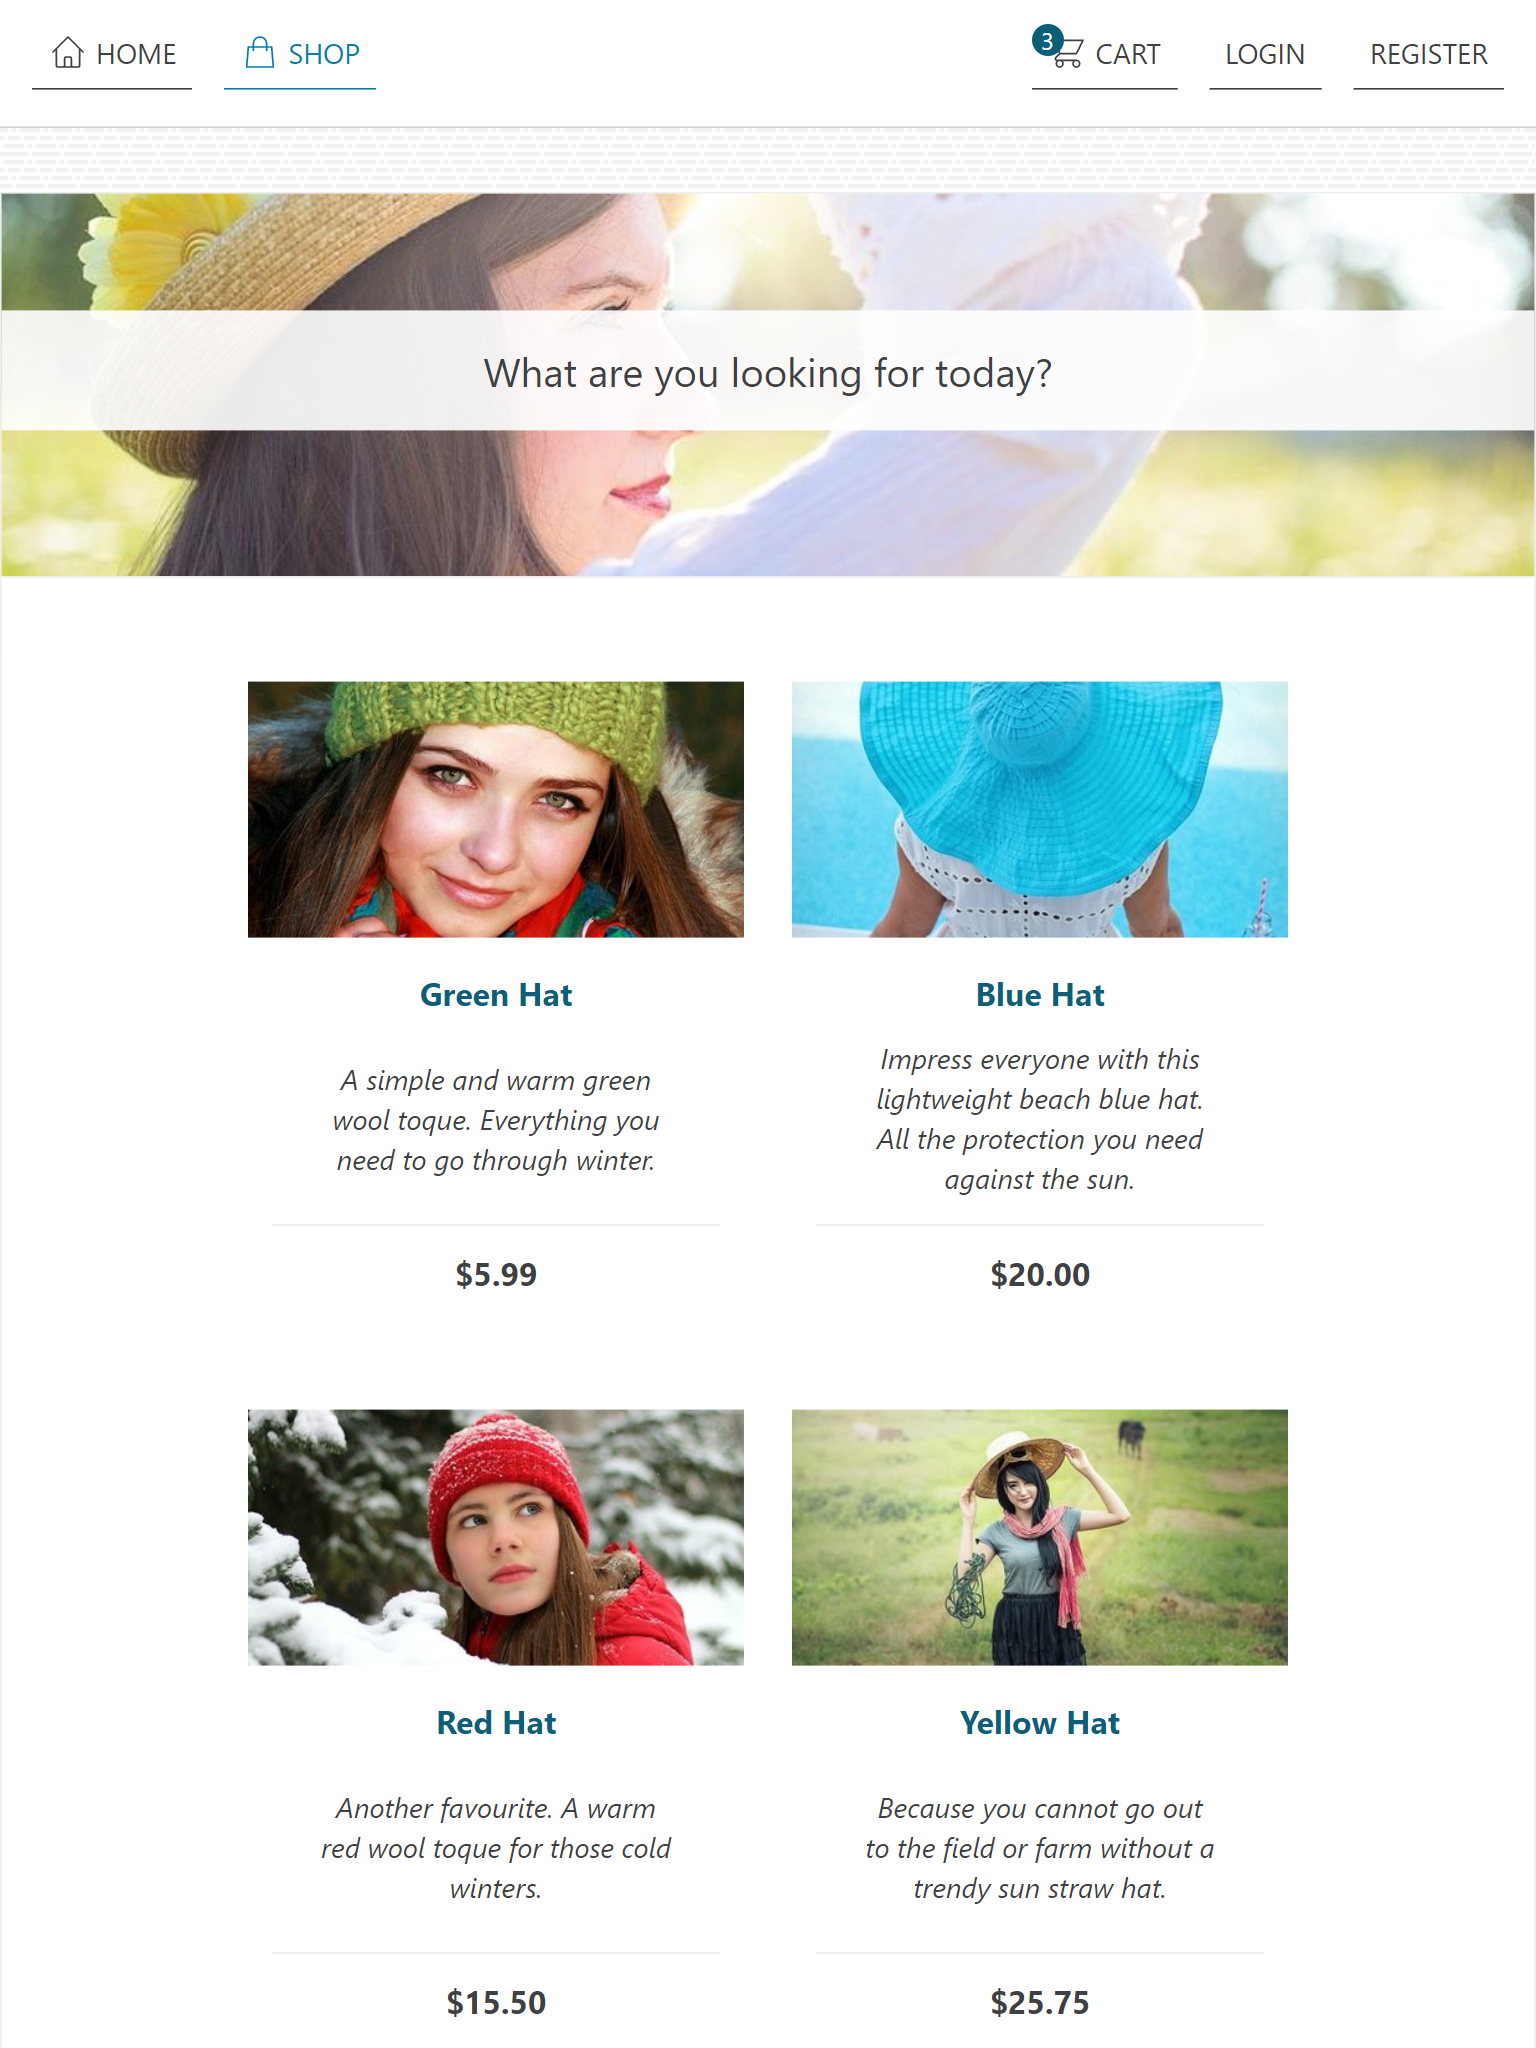 HOME
SHOP
3
CART
LOGIN
REGISTER
What are you looking for today?
Green Hat
A simple and warm green
wool toque. Everything you
need to go through winter.
$5.99
Blue Hat
Impress everyone with this
lightweight beach blue hat.
All the protection you need
against the sun.
$20.00
Red Hat
Another favourite. A warm
red wool toque for those cold
winters.
$15.50
Yellow Hat
Because you cannot go out
to the field or farm without a
trendy sun straw hat.
$25.75